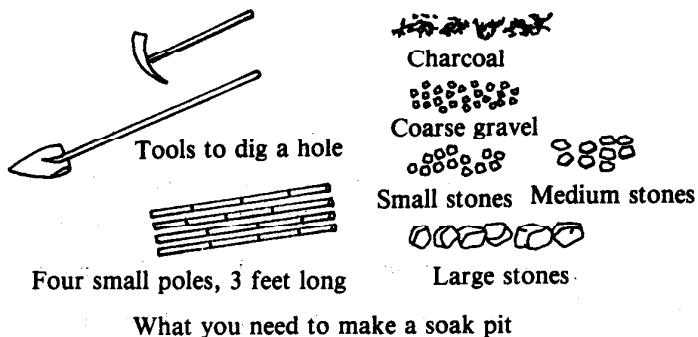 Charcoal
Coarse gravel
Tools to dig a hole
Small stones
Medium stones
Four small poles, 3 feet long
Large stones
What you need to make a soak pit